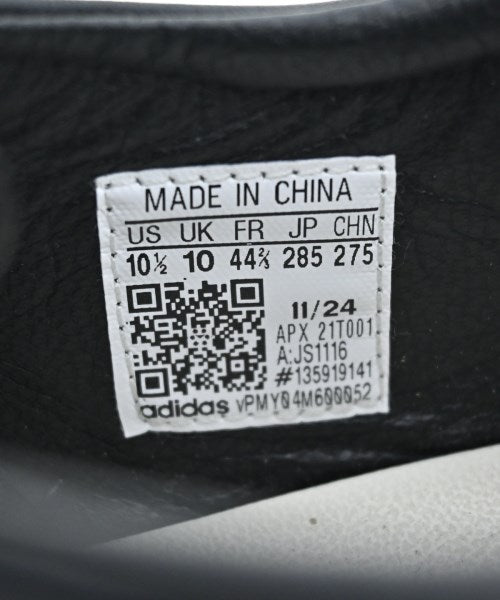 MADE IN CHINA
US UK FR JP CHN
10½ 10 44⅔ 285 275
11/24
APX 21T001
A:JS1116
#135919141
adidas vPMY04M600052